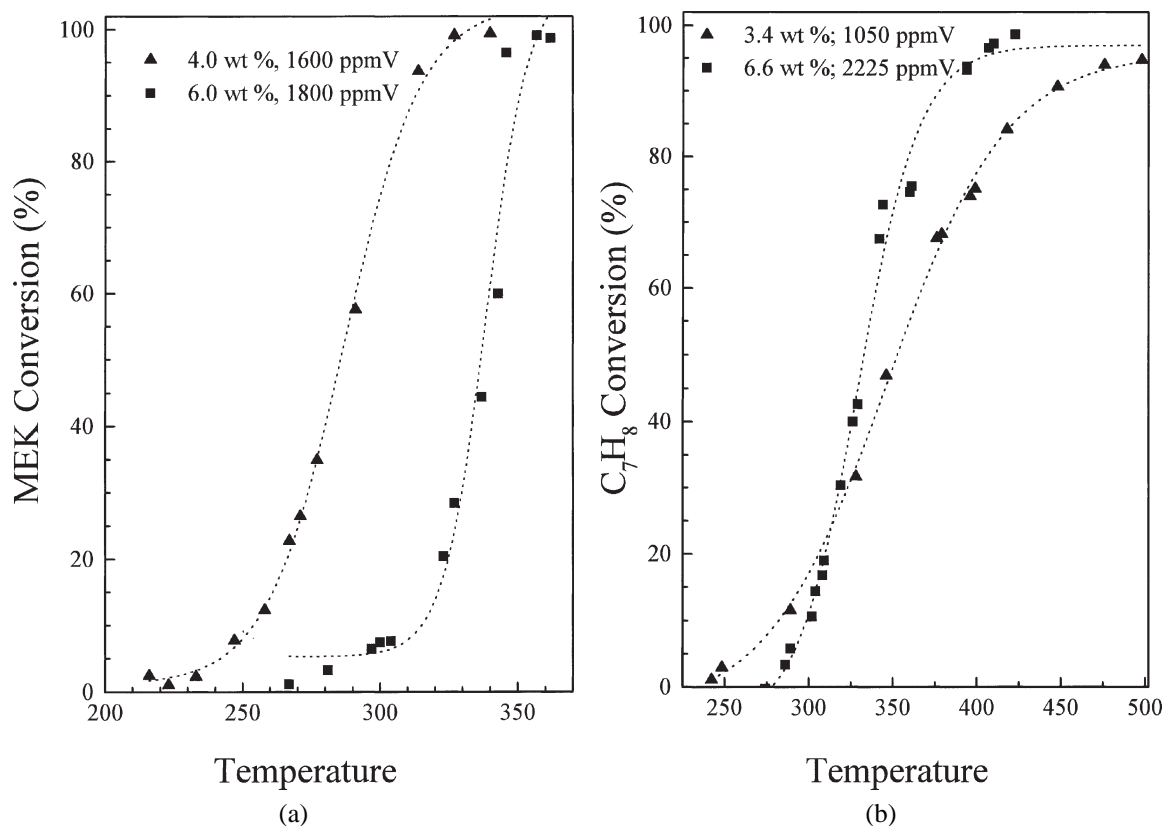 MEK Conversion (%)
100
80
60
40
20
0
4.0 wt %, 1600 ppmV
6.0 wt %, 1800 ppmV
200 250 300 350
Temperature
(a)
C7H8 Conversion (%)
100
80
60
40
20
0
3.4 wt %; 1050 ppmV
6.6 wt %; 2225 ppmV
250 300 350 400 450 500
Temperature
(b)